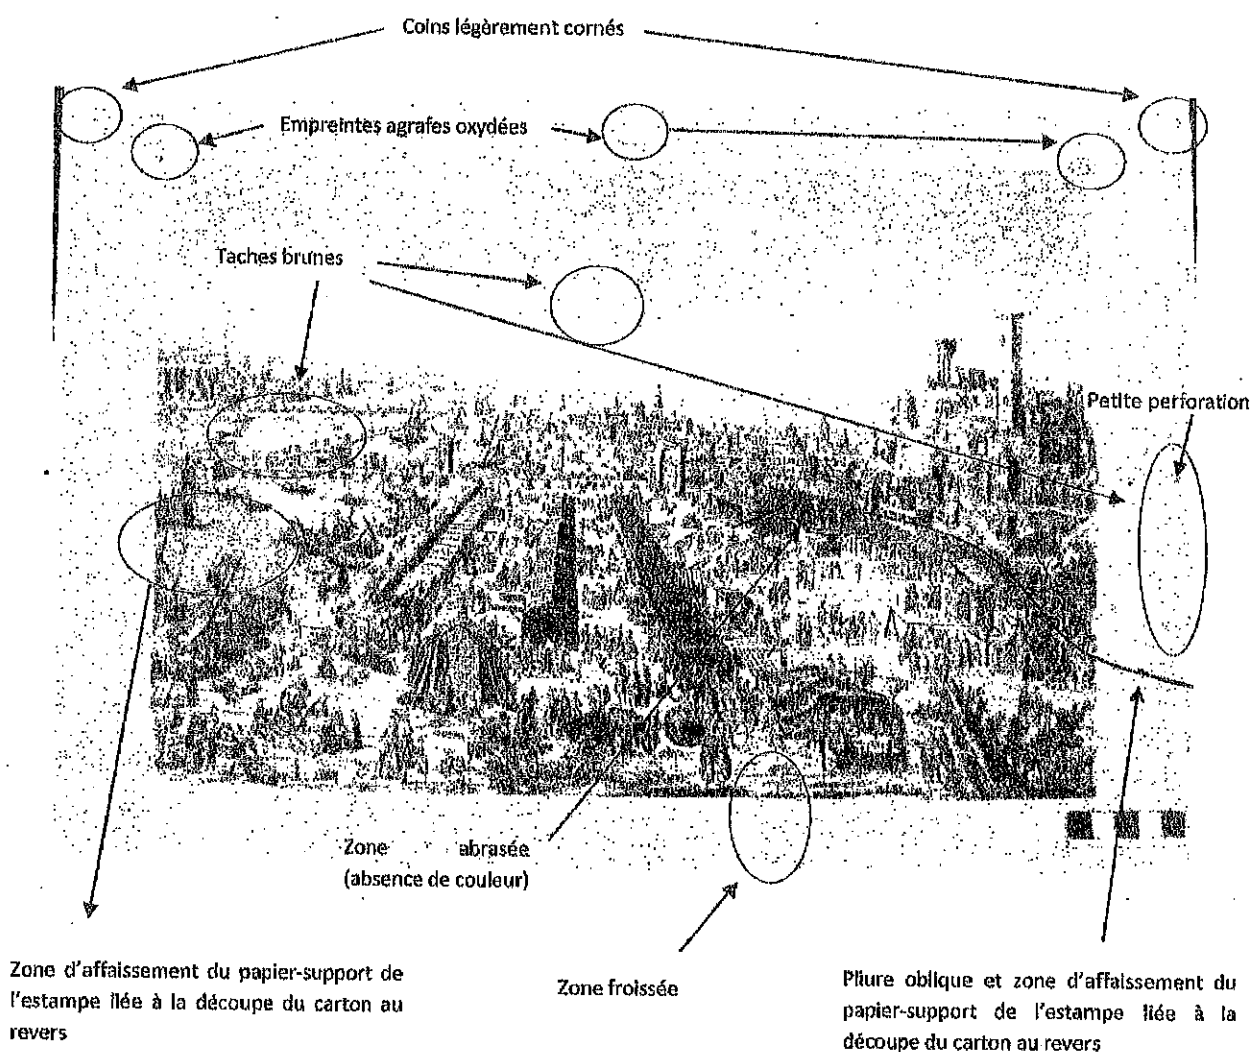 Coins légèrement cornés
Empreintes agrafes oxydées
Taches brunes
Petite perforation
Zone abrasée
(absence de couleur)
Zone d'affaissement du papier-support de
l'estampe liée à la découpe du carton au
revers
Zone froissée
Pliure oblique et zone d'affaissement du
papier-support de l'estampe liée à la
découpe du carton au revers